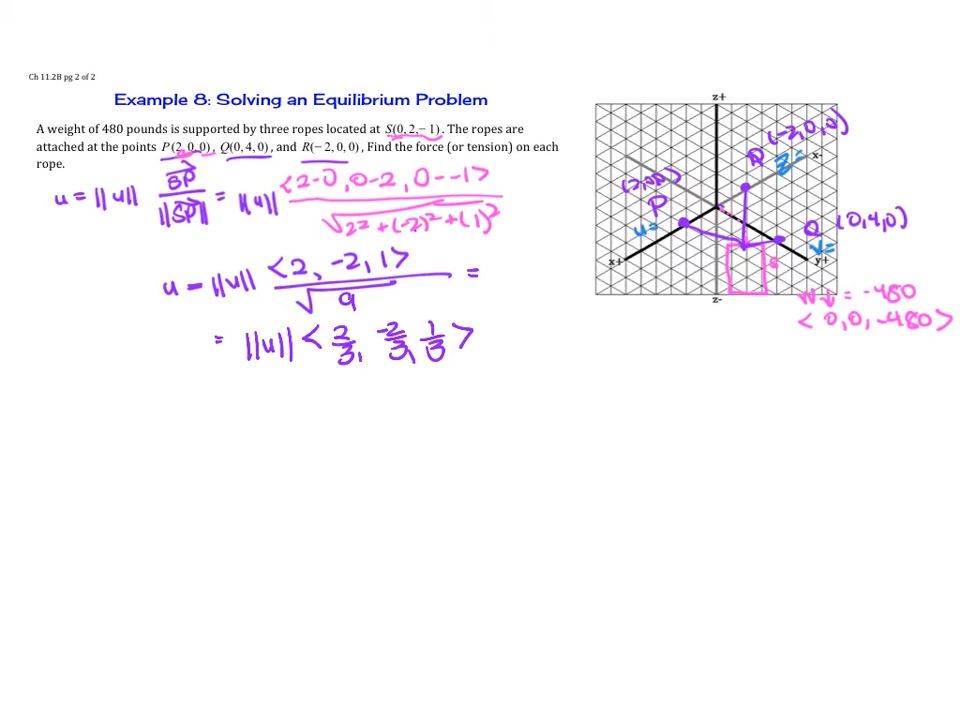 Ch 11.2B pg 2 of 2
Example 8: Solving an Equilibrium Problem
A weight of 480 pounds is supported by three ropes located at S(0, 2, − 1). The ropes are
attached at the points P(2, 0, 0), Q(0, 4, 0), and R(− 2, 0, 0), Find the force (or tension) on each
rope.
u = ||u|| SP / ||SP|| = ||u|| <2-0, 0-2, 0--1> / √2² + (-2)² + (1)²
u = ||u|| <2, -2, 1> / √9 =
= ||u|| < 2/3, -2/3, 1/3 >
z+
(-2,0,0)
x-
z=
(2,0,0)
P
u=
Q (0,4,0)
v=
x+
y+
S
z-
w↓ = -480
< 0, 0, -480 >